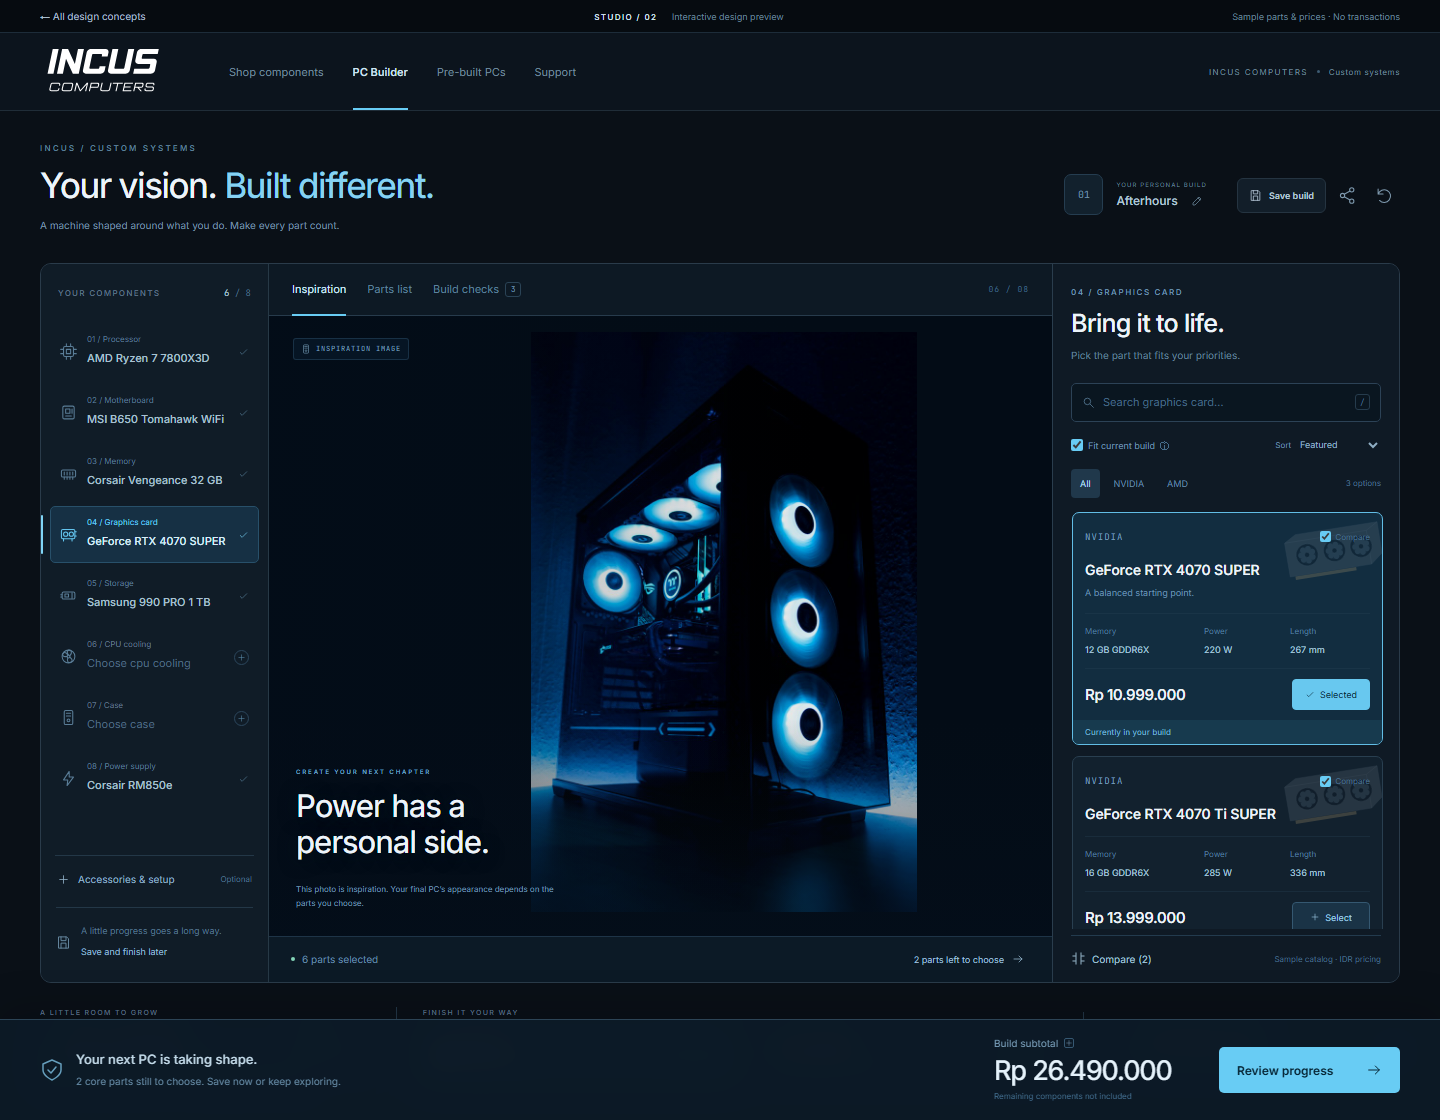 ← All design concepts
STUDIO / 02 Interactive design preview
Sample parts & prices · No transactions
INCUS
COMPUTERS
Shop components
PC Builder
Pre-built PCs
Support
INCUS COMPUTERS • Custom systems
INCUS / CUSTOM SYSTEMS
Your vision. Built different.
A machine shaped around what you do. Make every part count.
01
YOUR PERSONAL BUILD
Afterhours
Save build
YOUR COMPONENTS
6 / 8
01 / Processor
AMD Ryzen 7 7800X3D
02 / Motherboard
MSI B650 Tomahawk WiFi
03 / Memory
Corsair Vengeance 32 GB
04 / Graphics card
GeForce RTX 4070 SUPER
05 / Storage
Samsung 990 PRO 1 TB
06 / CPU cooling
Choose cpu cooling
07 / Case
Choose case
08 / Power supply
Corsair RM850e
Accessories & setup
Optional
A little progress goes a long way.
Save and finish later
Inspiration
Parts list
Build checks 3
06 / 08
INSPIRATION IMAGE
CREATE YOUR NEXT CHAPTER
Power has a
personal side.
This photo is inspiration. Your final PC's appearance depends on the
parts you choose.
6 parts selected
2 parts left to choose →
04 / GRAPHICS CARD
Bring it to life.
Pick the part that fits your priorities.
Search graphics card...
/
Fit current build
Sort Featured
All
NVIDIA
AMD
3 options
NVIDIA
Compare
GeForce RTX 4070 SUPER
A balanced starting point.
Memory Power Length
12 GB GDDR6X 220 W 267 mm
Rp 10.999.000
Selected
Currently in your build
NVIDIA
Compare
GeForce RTX 4070 Ti SUPER
Memory Power Length
16 GB GDDR6X 285 W 336 mm
Rp 13.999.000
+ Select
Compare (2)
Sample catalog · IDR pricing
A LITTLE ROOM TO GROW
FINISH IT YOUR WAY
Your next PC is taking shape.
2 core parts still to choose. Save now or keep exploring.
Build subtotal
Rp 26.490.000
Remaining components not included
Review progress →